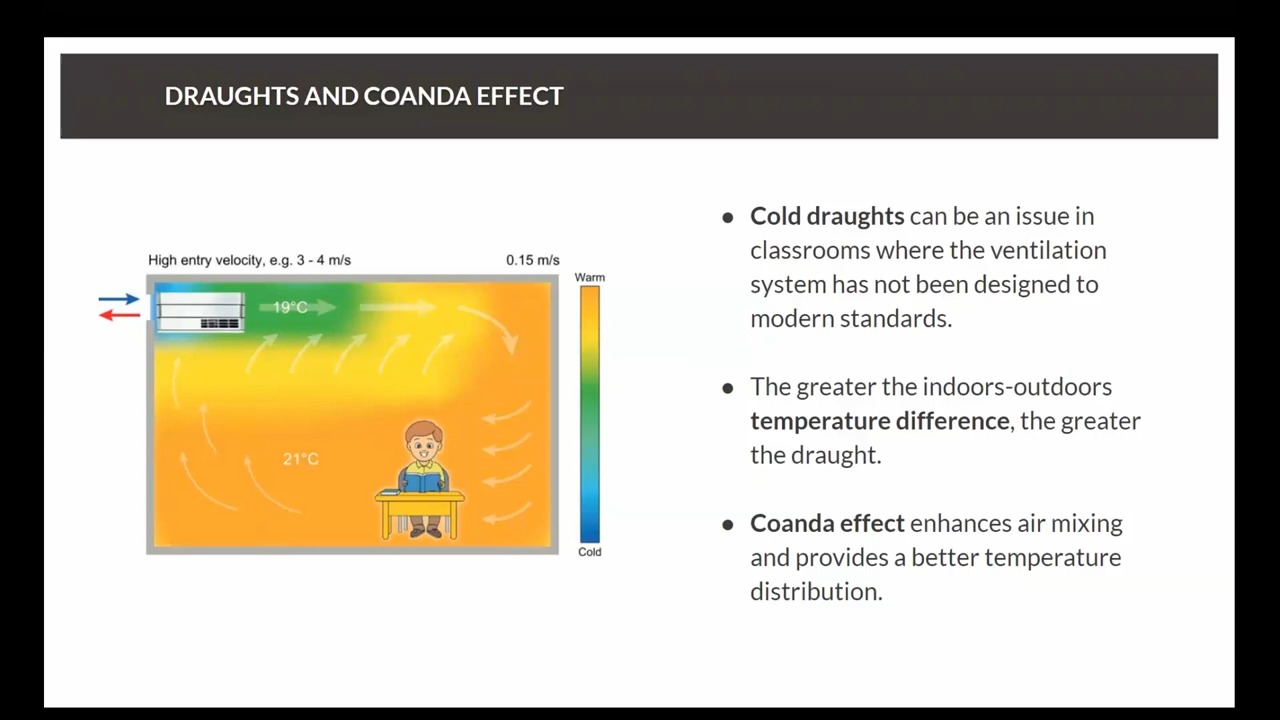 DRAUGHTS AND COANDA EFFECT
High entry velocity, e.g. 3 - 4 m/s
0.15 m/s
Warm
19°C
21°C
Cold
● Cold draughts can be an issue in
classrooms where the ventilation
system has not been designed to
modern standards.
● The greater the indoors-outdoors
temperature difference, the greater
the draught.
● Coanda effect enhances air mixing
and provides a better temperature
distribution.